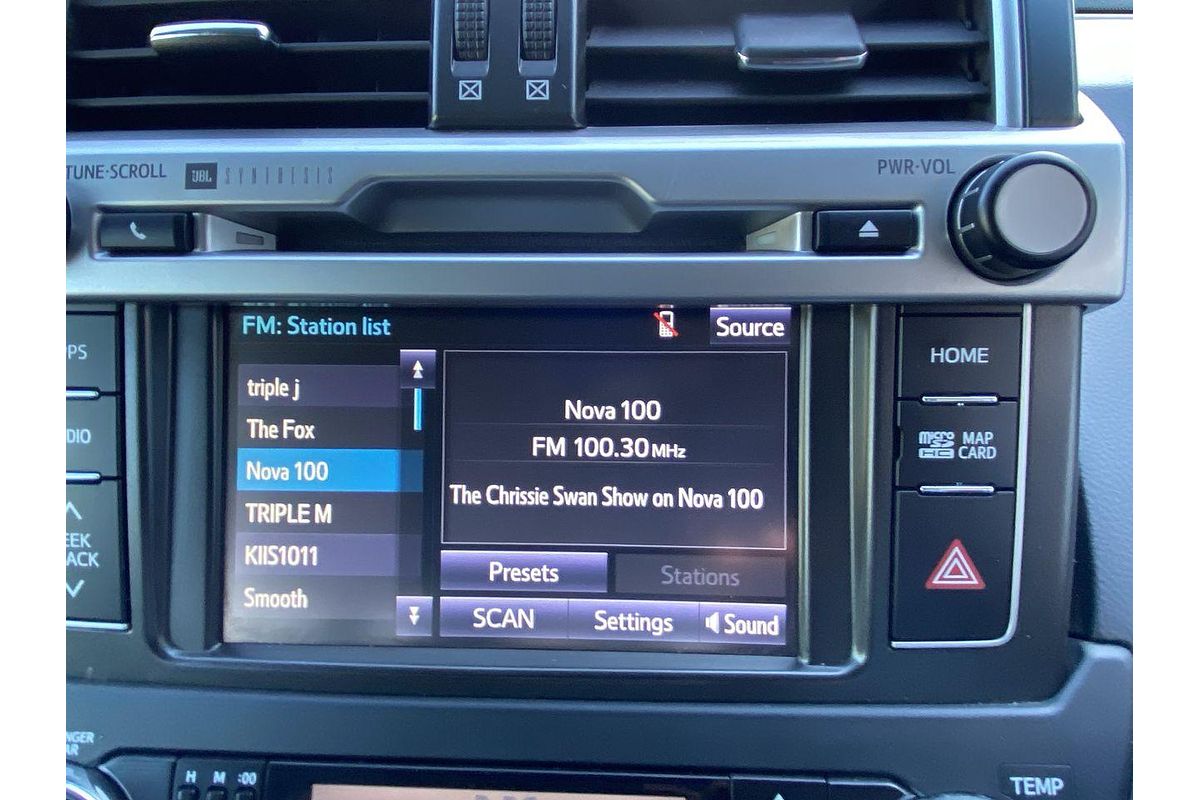 TUNE·SCROLL
JBL SYNTHESIS
PWR·VOL
FM: Station list
Source
HOME
triple j
The Fox
Nova 100
TRIPLE M
KIIS1011
Smooth
Nova 100
FM 100.30 MHz
The Chrissie Swan Show on Nova 100
Presets
Stations
SCAN
Settings
Sound
micro SD HC
MAP
CARD
H M :00
TEMP